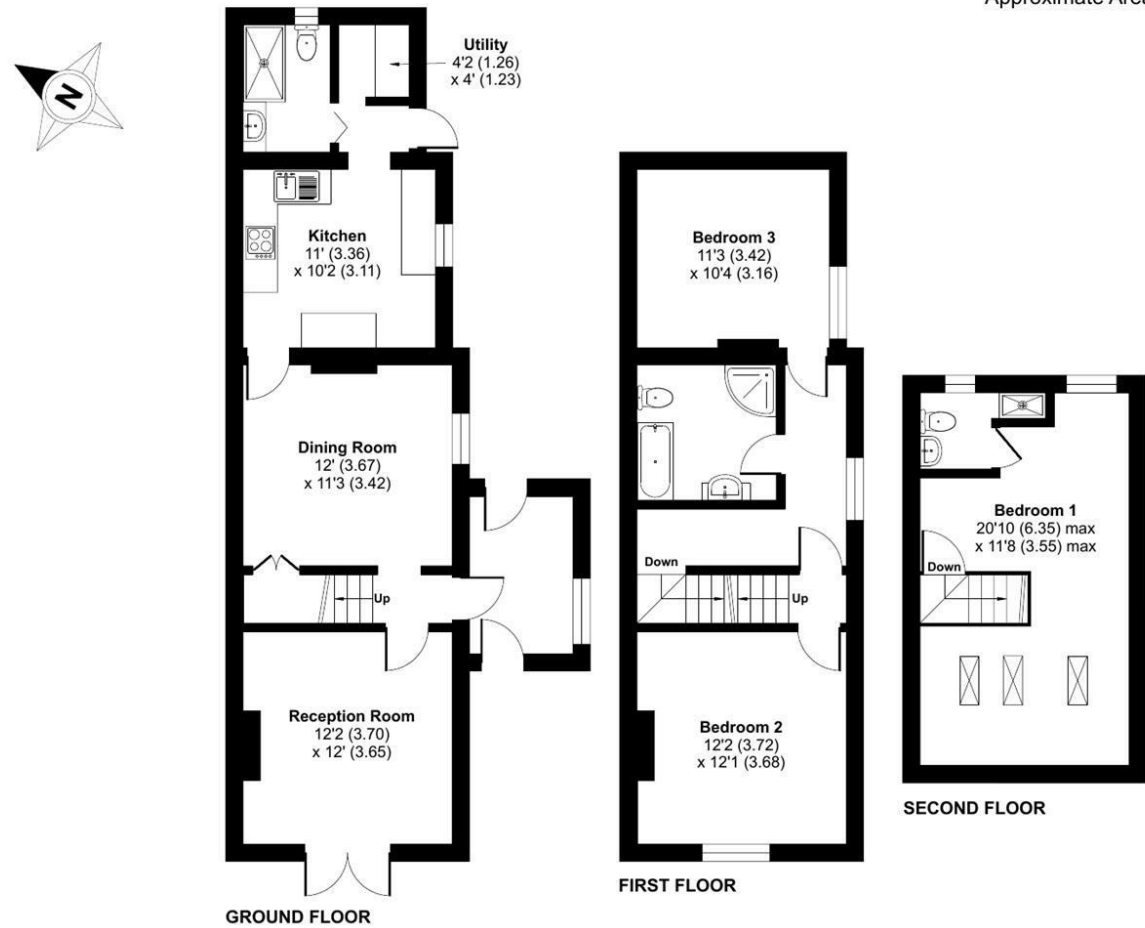 Approximate Area
N
Utility
4'2 (1.26)
x 4' (1.23)
Kitchen
11' (3.36)
x 10'2 (3.11)
Dining Room
12' (3.67)
x 11'3 (3.42)
Up
Reception Room
12'2 (3.70)
x 12' (3.65)
GROUND FLOOR
Bedroom 3
11'3 (3.42)
x 10'4 (3.16)
Down
Up
Bedroom 2
12'2 (3.72)
x 12'1 (3.68)
FIRST FLOOR
Bedroom 1
20'10 (6.35) max
x 11'8 (3.55) max
Down
SECOND FLOOR